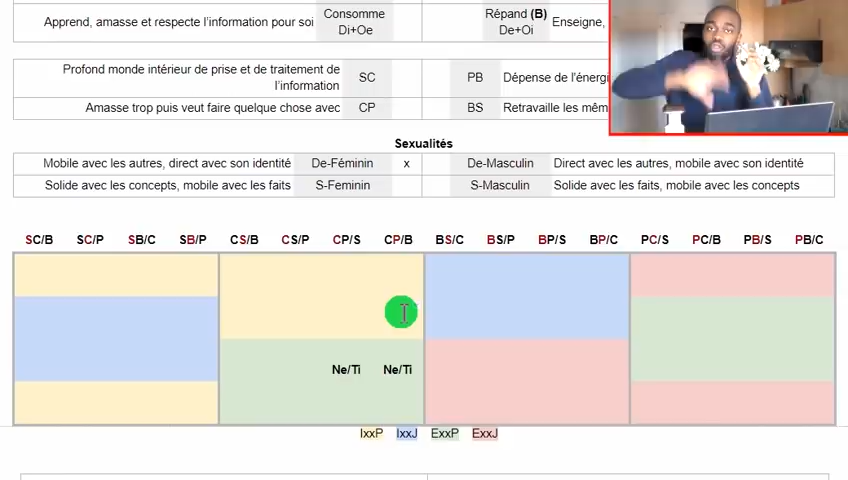 Apprend, amasse et respecte l'information pour soi
Consomme
Di+Oe
Répand (B)
De+Oi
Enseigne,
Profond monde intérieur de prise et de traitement de
l'information
SC
PB
Dépense de l'énergi
Amasse trop puis veut faire quelque chose avec
CP
BS
Retravaille les mêm
Sexualités
Mobile avec les autres, direct avec son identité
De-Féminin
x
De-Masculin
Direct avec les autres, mobile avec son identité
Solide avec les concepts, mobile avec les faits
S-Feminin
S-Masculin
Solide avec les faits, mobile avec les concepts
SC/B SC/P SB/C SB/P CS/B CS/P CP/S CP/B BS/C BS/P BP/S BP/C PC/S PC/B PB/S PB/C
Ne/Ti Ne/Ti
IxxP IxxJ ExxP ExxJ